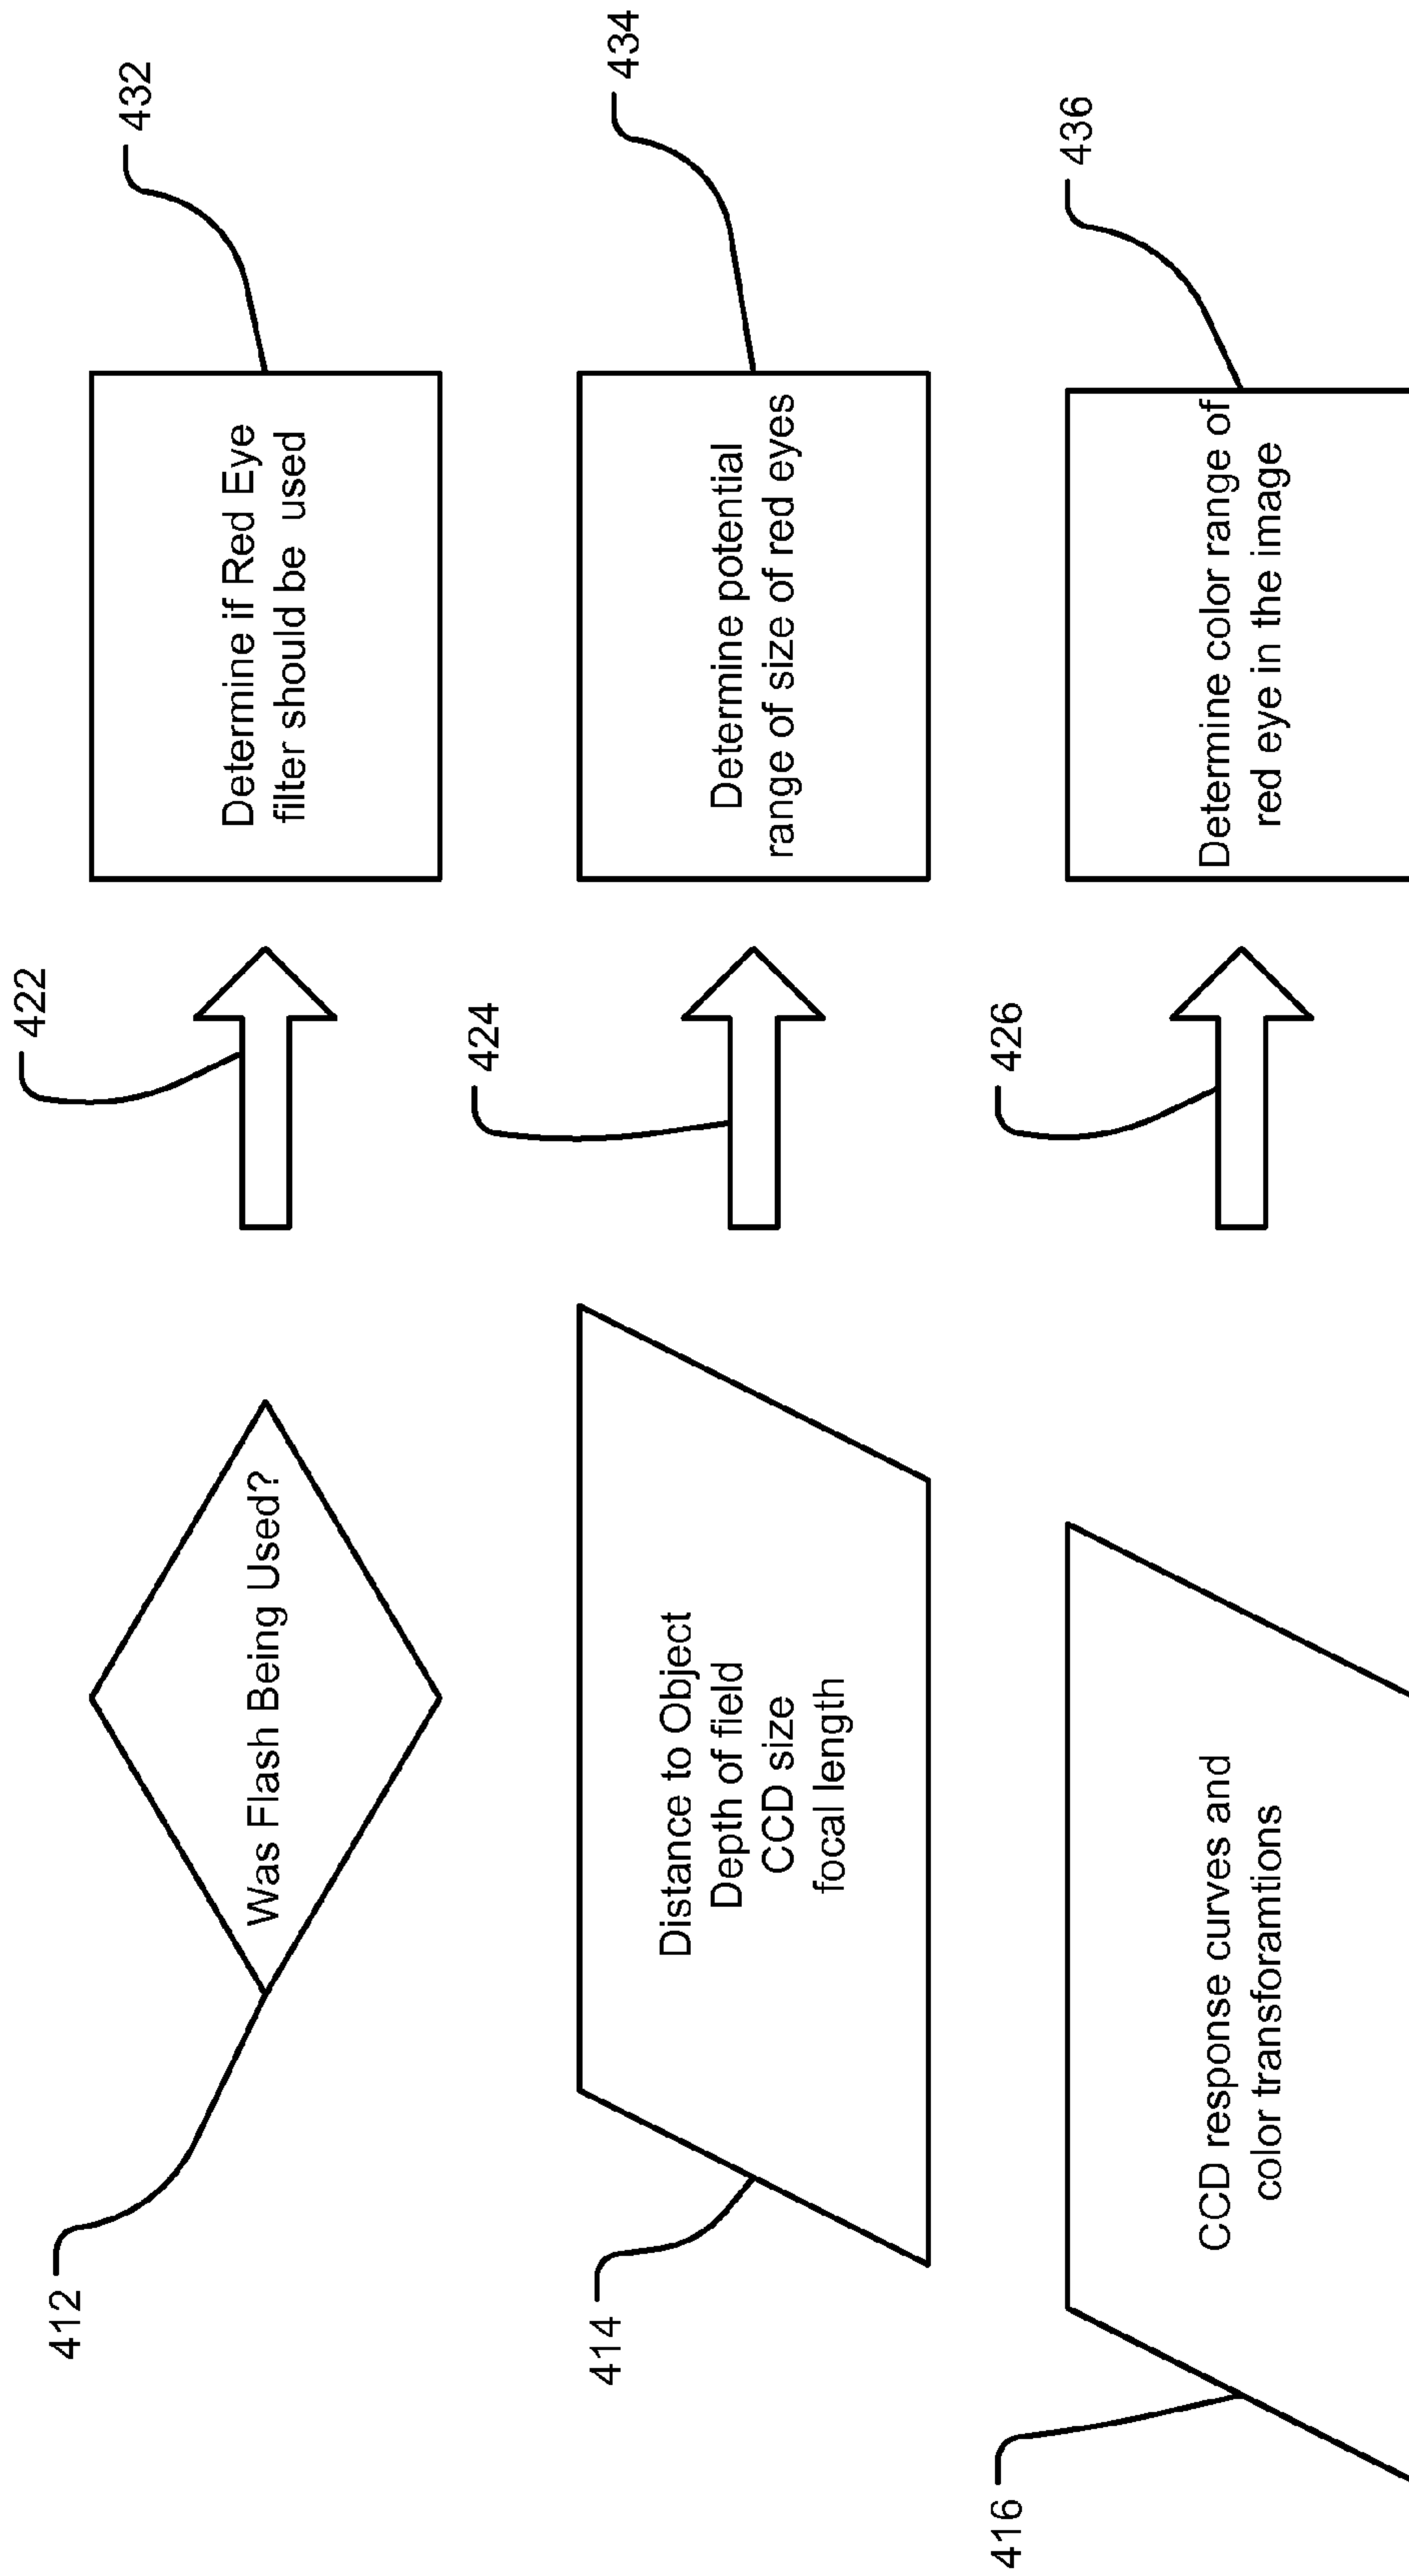 412
Was Flash Being Used?
422
Determine if Red Eye
filter should be used
432
414
Distance to Object
Depth of field
CCD size
focal length
424
Determine potential
range of size of red eyes
434
416
CCD response curves and
color transforamtions
426
Determine color range of
red eye in the image
436